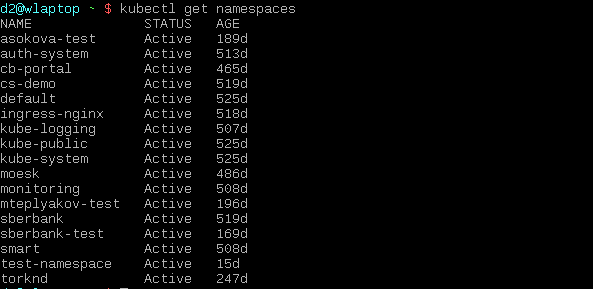 d2@wlaptop ~ $ kubectl get namespaces
NAME STATUS AGE
asokova-test Active 189d
auth-system Active 513d
cb-portal Active 465d
cs-demo Active 519d
default Active 525d
ingress-nginx Active 518d
kube-logging Active 507d
kube-public Active 525d
kube-system Active 525d
moesk Active 486d
monitoring Active 508d
mteplyakov-test Active 196d
sberbank Active 519d
sberbank-test Active 169d
smart Active 508d
test-namespace Active 15d
torknd Active 247d